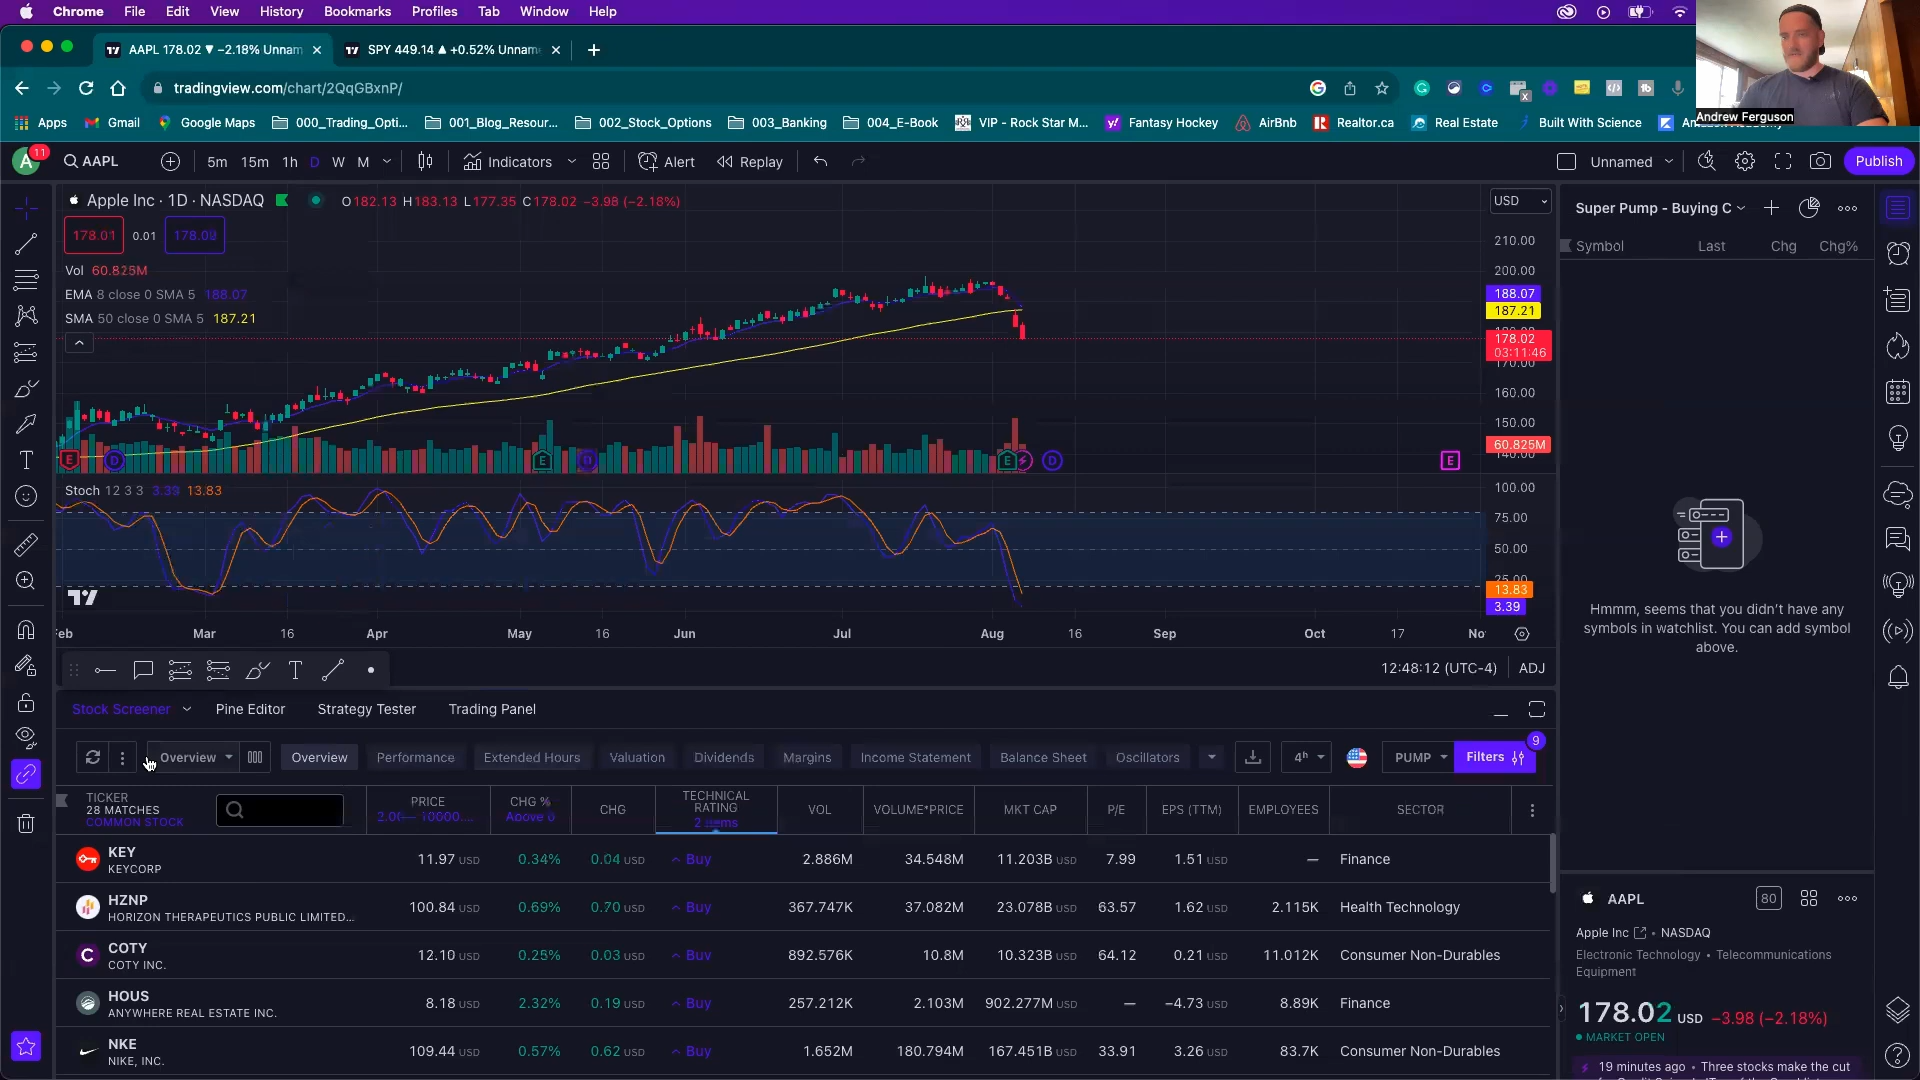 Chrome File Edit View History Bookmarks Profiles Tab Window Help
AAPL 178.02 ▼ −2.18% Unnam
SPY 449.14 ▲ +0.52% Unnam
tradingview.com/chart/2QqGBxnP/
Andrew Ferguson
Apps Gmail Google Maps 000_Trading_Opti... 001_Blog_Resour... 002_Stock_Options 003_Banking 004_E-Book VIP - Rock Star M... Fantasy Hockey AirBnb Realtor.ca Real Estate Built With Science
A 11 AAPL 5m 15m 1h D W M Indicators Alert Replay Unnamed Publish
Apple Inc · 1D · NASDAQ O182.13 H183.13 L177.35 C178.02 −3.98 (−2.18%)
USD
178.01 0.01 178.02
Vol 60.825M
EMA 8 close 0 SMA 5 188.07
SMA 50 close 0 SMA 5 187.21
210.00
200.00
188.07
187.21
178.02
03:11:46
170.00
160.00
150.00
60.825M
140.00
E D E D E D E
Stoch 12 3 3 3.39 13.83
100.00
75.00
50.00
25.00
13.83
3.39
Feb Mar 16 Apr May 16 Jun Jul Aug 16 Sep Oct 17 No
12:48:12 (UTC-4) ADJ
Super Pump - Buying C
Symbol Last Chg Chg%
Hmmm, seems that you didn't have any
symbols in watchlist. You can add symbol
above.
Stock Screener Pine Editor Strategy Tester Trading Panel
Overview Overview Performance Extended Hours Valuation Dividends Margins Income Statement Balance Sheet Oscillators 4h PUMP Filters 9
TICKER
28 MATCHES
COMMON STOCK
PRICE
2.00— 10000....
CHG %
Above 0
CHG
TECHNICAL
RATING
2 items
VOL VOLUME*PRICE MKT CAP P/E EPS (TTM) EMPLOYEES SECTOR
KEY 11.97 USD 0.34% 0.04 USD Buy 2.886M 34.548M 11.203B USD 7.99 1.51 USD — Finance
KEYCORP
HZNP 100.84 USD 0.69% 0.70 USD Buy 367.747K 37.082M 23.078B USD 63.57 1.62 USD 2.115K Health Technology
HORIZON THERAPEUTICS PUBLIC LIMITED...
COTY 12.10 USD 0.25% 0.03 USD Buy 892.576K 10.8M 10.323B USD 64.12 0.21 USD 11.012K Consumer Non-Durables
COTY INC.
HOUS 8.18 USD 2.32% 0.19 USD Buy 257.212K 2.103M 902.277M USD — −4.73 USD 8.89K Finance
ANYWHERE REAL ESTATE INC.
NKE 109.44 USD 0.57% 0.62 USD Buy 1.652M 180.794M 167.451B USD 33.91 3.26 USD 83.7K Consumer Non-Durables
NIKE, INC.
AAPL 80
Apple Inc • NASDAQ
Electronic Technology • Telecommunications
Equipment
178.02 USD −3.98 (−2.18%)
MARKET OPEN
19 minutes ago • Three stocks make the cut